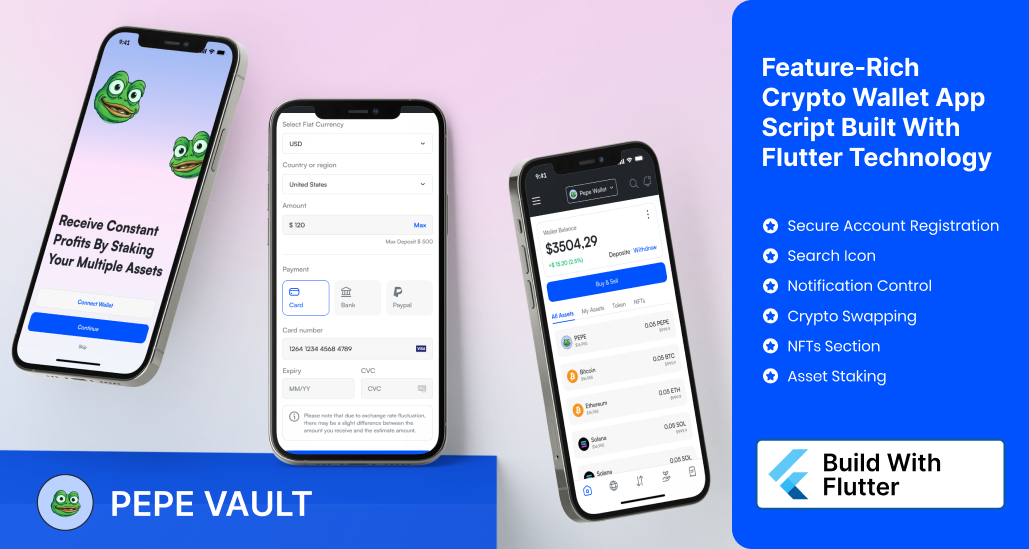 9:41
Receive Constant
Profits By Staking
Your Multiple Assets
Connect Wallet
Continue
Skip
Select Fiat Currency
USD
Country or region
United States
Amount
$ 120
Max
Max Deposit $ 500
Payment
Card
Bank
Paypal
Card number
1264 1234 4568 4789
VISA
Expiry
CVC
MM/YY
CVC
Please note that due to exchange rate fluctuation,
there may be a slight difference between the
amount you receive and the estimate amount.
9:41
Pepe Wallet
Wallet Balance
$3504,29
+$ 15.20 (2.5%)
Deposite Withdraw
Buy & Sell
All Assets
My Assets
Token
NFTs
PEPE
0.05 PEPE
Bitcoin
0.05 BTC
Ethereum
0.05 ETH
Solana
0.05 SOL
Solana
0.05 SOL
PEPE VAULT
Feature-Rich
Crypto Wallet App
Script Built With
Flutter Technology
Secure Account Registration
Search Icon
Notification Control
Crypto Swapping
NFTs Section
Asset Staking
Build With
Flutter